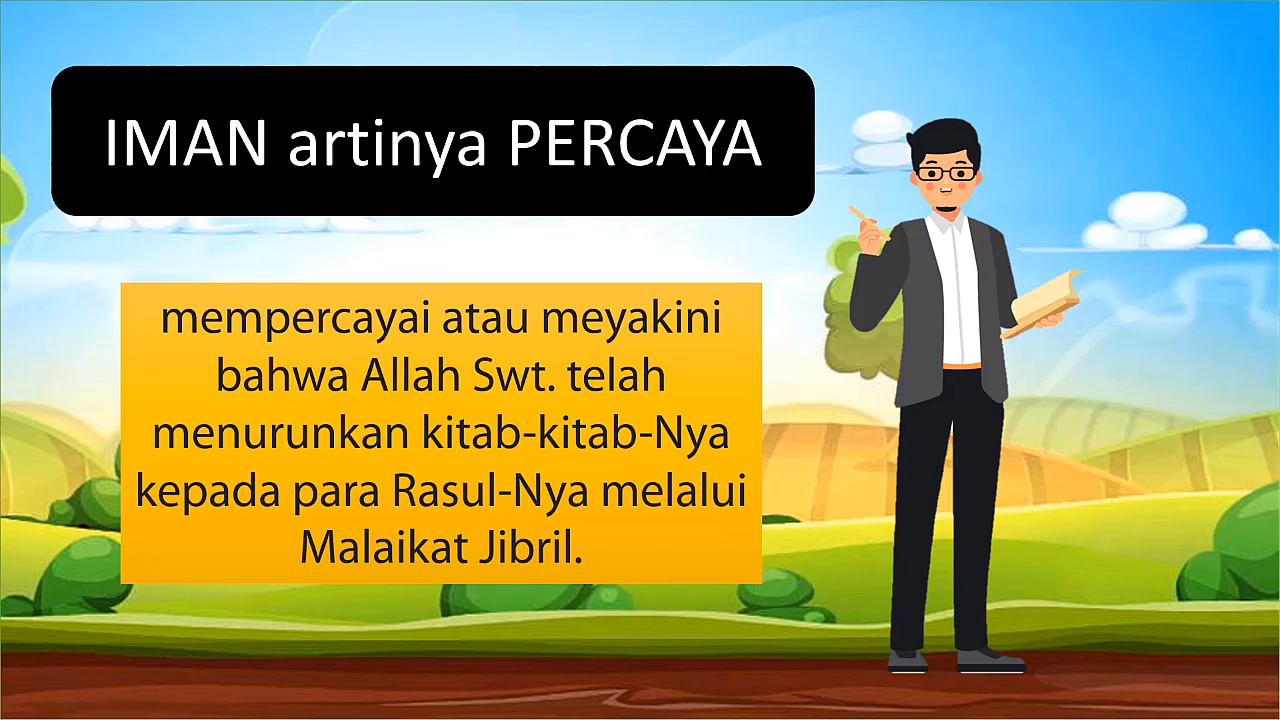 IMAN artinya PERCAYA
mempercayai atau meyakini
bahwa Allah Swt. telah
menurunkan kitab-kitab-Nya
kepada para Rasul-Nya melalui
Malaikat Jibril.